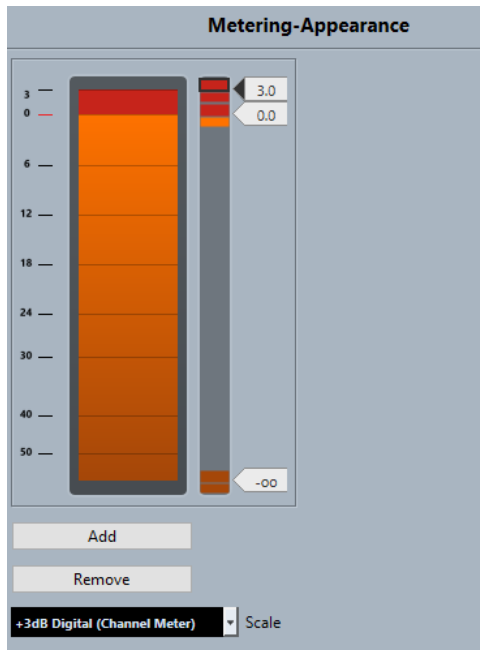 Metering-Appearance
3
0
6
12
18
24
30
40
50
3.0
0.0
-oo
Add
Remove
+3dB Digital (Channel Meter)
Scale